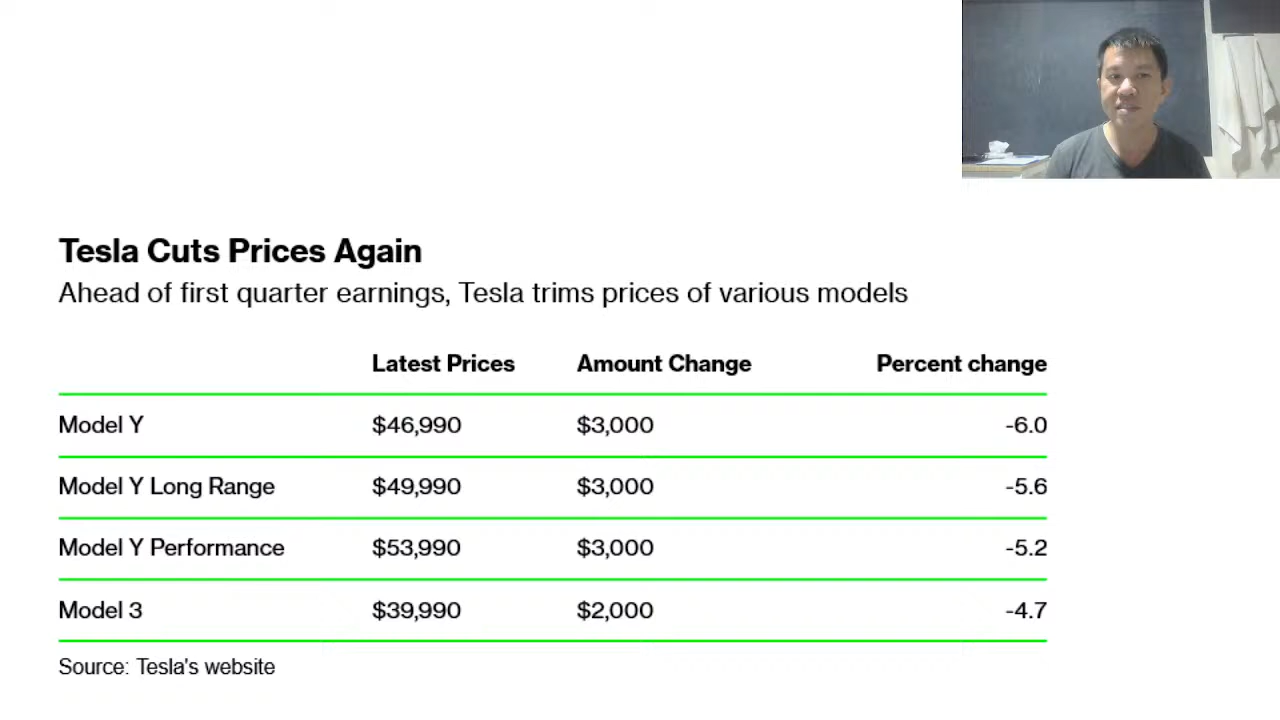 Tesla Cuts Prices Again
Ahead of first quarter earnings, Tesla trims prices of various models
Latest Prices Amount Change Percent change
Model Y $46,990 $3,000 -6.0
Model Y Long Range $49,990 $3,000 -5.6
Model Y Performance $53,990 $3,000 -5.2
Model 3 $39,990 $2,000 -4.7
Source: Tesla's website